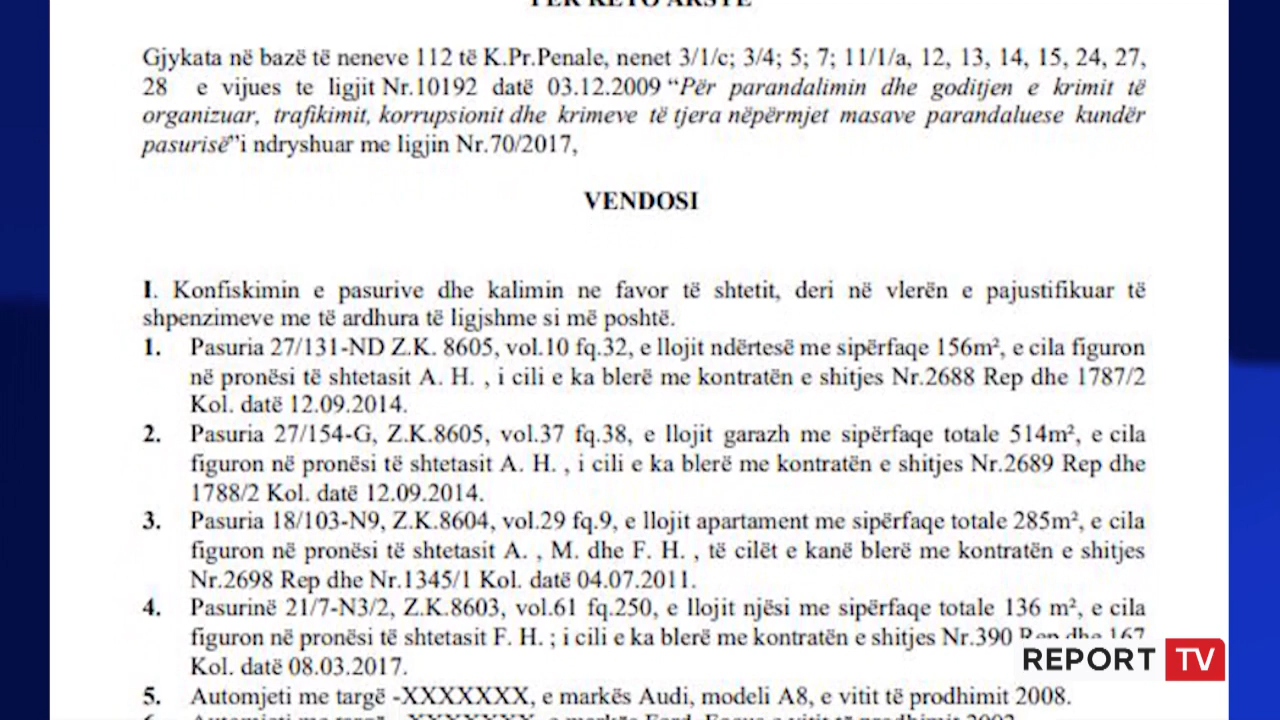 PËR KËTO ARSYE
Gjykata në bazë të neneve 112 të K.Pr.Penale, nenet 3/1/c; 3/4; 5; 7; 11/1/a, 12, 13, 14, 15, 24, 27,
28 e vijues te ligjit Nr.10192 datë 03.12.2009 “Për parandalimin dhe goditjen e krimit të
organizuar, trafikimit, korrupsionit dhe krimeve të tjera nëpërmjet masave parandaluese kundër
pasurisë”i ndryshuar me ligjin Nr.70/2017,
VENDOSI
I. Konfiskimin e pasurive dhe kalimin ne favor të shtetit, deri në vlerën e pajustifikuar të
shpenzimeve me të ardhura të ligjshme si më poshtë.
1. Pasuria 27/131-ND Z.K. 8605, vol.10 fq.32, e llojit ndërtesë me sipërfaqe 156m², e cila figuron
në pronësi të shtetasit A. H. , i cili e ka blerë me kontratën e shitjes Nr.2688 Rep dhe 1787/2
Kol. datë 12.09.2014.
2. Pasuria 27/154-G, Z.K.8605, vol.37 fq.38, e llojit garazh me sipërfaqe totale 514m², e cila
figuron në pronësi të shtetasit A. H. , i cili e ka blerë me kontratën e shitjes Nr.2689 Rep dhe
1788/2 Kol. datë 12.09.2014.
3. Pasuria 18/103-N9, Z.K.8604, vol.29 fq.9, e llojit apartament me sipërfaqe totale 285m², e cila
figuron në pronësi të shtetasit A. , M. dhe F. H. , të cilët e kanë blerë me kontratën e shitjes
Nr.2698 Rep dhe Nr.1345/1 Kol. datë 04.07.2011.
4. Pasurinë 21/7-N3/2, Z.K.8603, vol.61 fq.250, e llojit njësi me sipërfaqe totale 136 m², e cila
figuron në pronësi të shtetasit F. H. ; i cili e ka blerë me kontratën e shitjes Nr.390 Rep dhe 167
Kol. datë 08.03.2017.
5. Automjeti me targë -XXXXXXX, e markës Audi, modeli A8, e vitit të prodhimit 2008.
REPORT TV